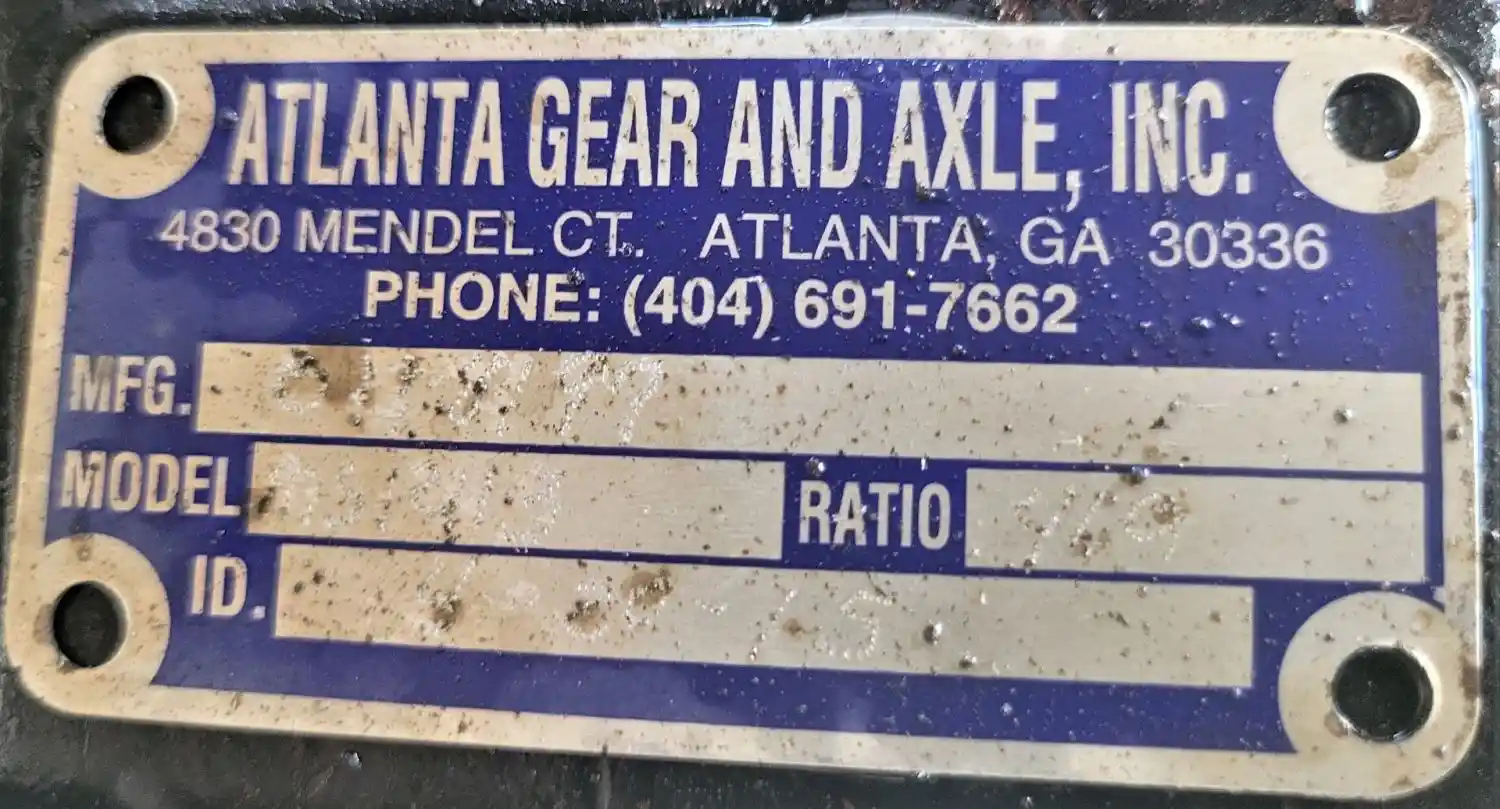 ATLANTA GEAR AND AXLE, INC.
4830 MENDEL CT. ATLANTA, GA 30336
PHONE: (404) 691-7662
MFG.
MODEL RATIO
ID.